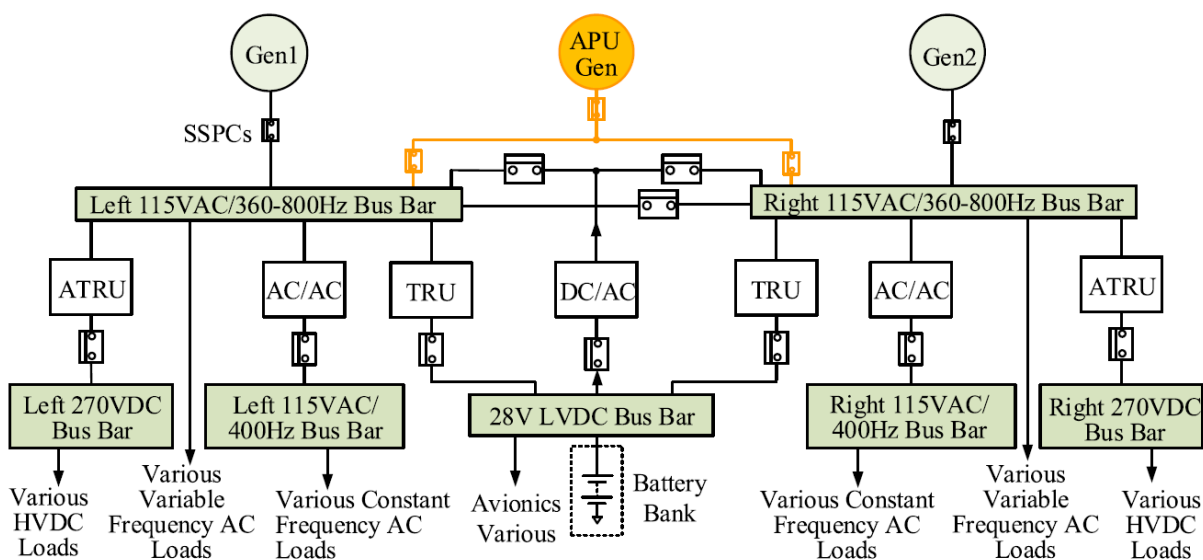 Gen1
APU
Gen
Gen2
SSPCs
Left 115VAC/360-800Hz Bus Bar
Right 115VAC/360-800Hz Bus Bar
ATRU
AC/AC
TRU
DC/AC
TRU
AC/AC
ATRU
Left 270VDC
Bus Bar
Left 115VAC/
400Hz Bus Bar
28V LVDC Bus Bar
Right 115VAC/
400Hz Bus Bar
Right 270VDC
Bus Bar
Various
HVDC
Loads
Various
Variable
Frequency AC
Loads
Various Constant
Frequency AC
Loads
Avionics
Various
Battery
Bank
Various Constant
Frequency AC
Loads
Various
Variable
Frequency AC
Loads
Various
HVDC
Loads